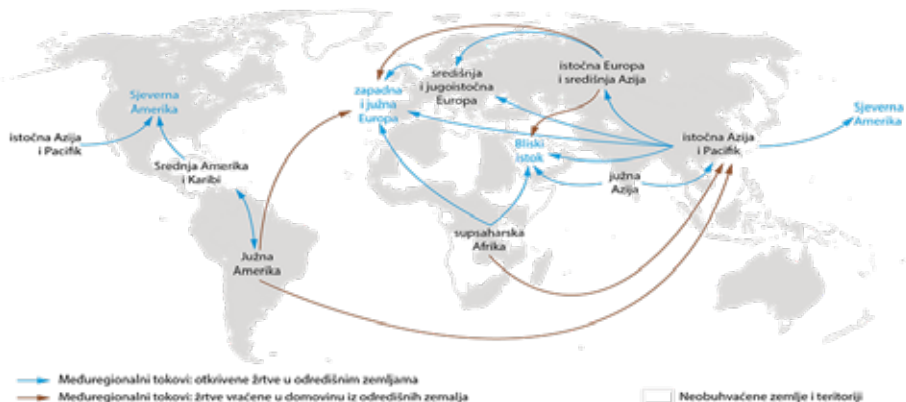 istočna Europa
i središnja Azija
središnja
i jugoistočna
Europa
zapadna
i južna
Europa
Sjeverna
Amerika
Sjeverna
Amerika
istočna Azija
i Pacifik
istočna Azija
i Pacifik
Bliski
istok
Srednja Amerika
i Karibi
južna
Azija
supsaharska
Afrika
Južna
Amerika
Međuregionalni tokovi: otkrivene žrtve u odredišnim zemljama
Međuregionalni tokovi: žrtve vraćene u domovinu iz odredišnih zemalja
Neobuhvaćene zemlje i teritoriji